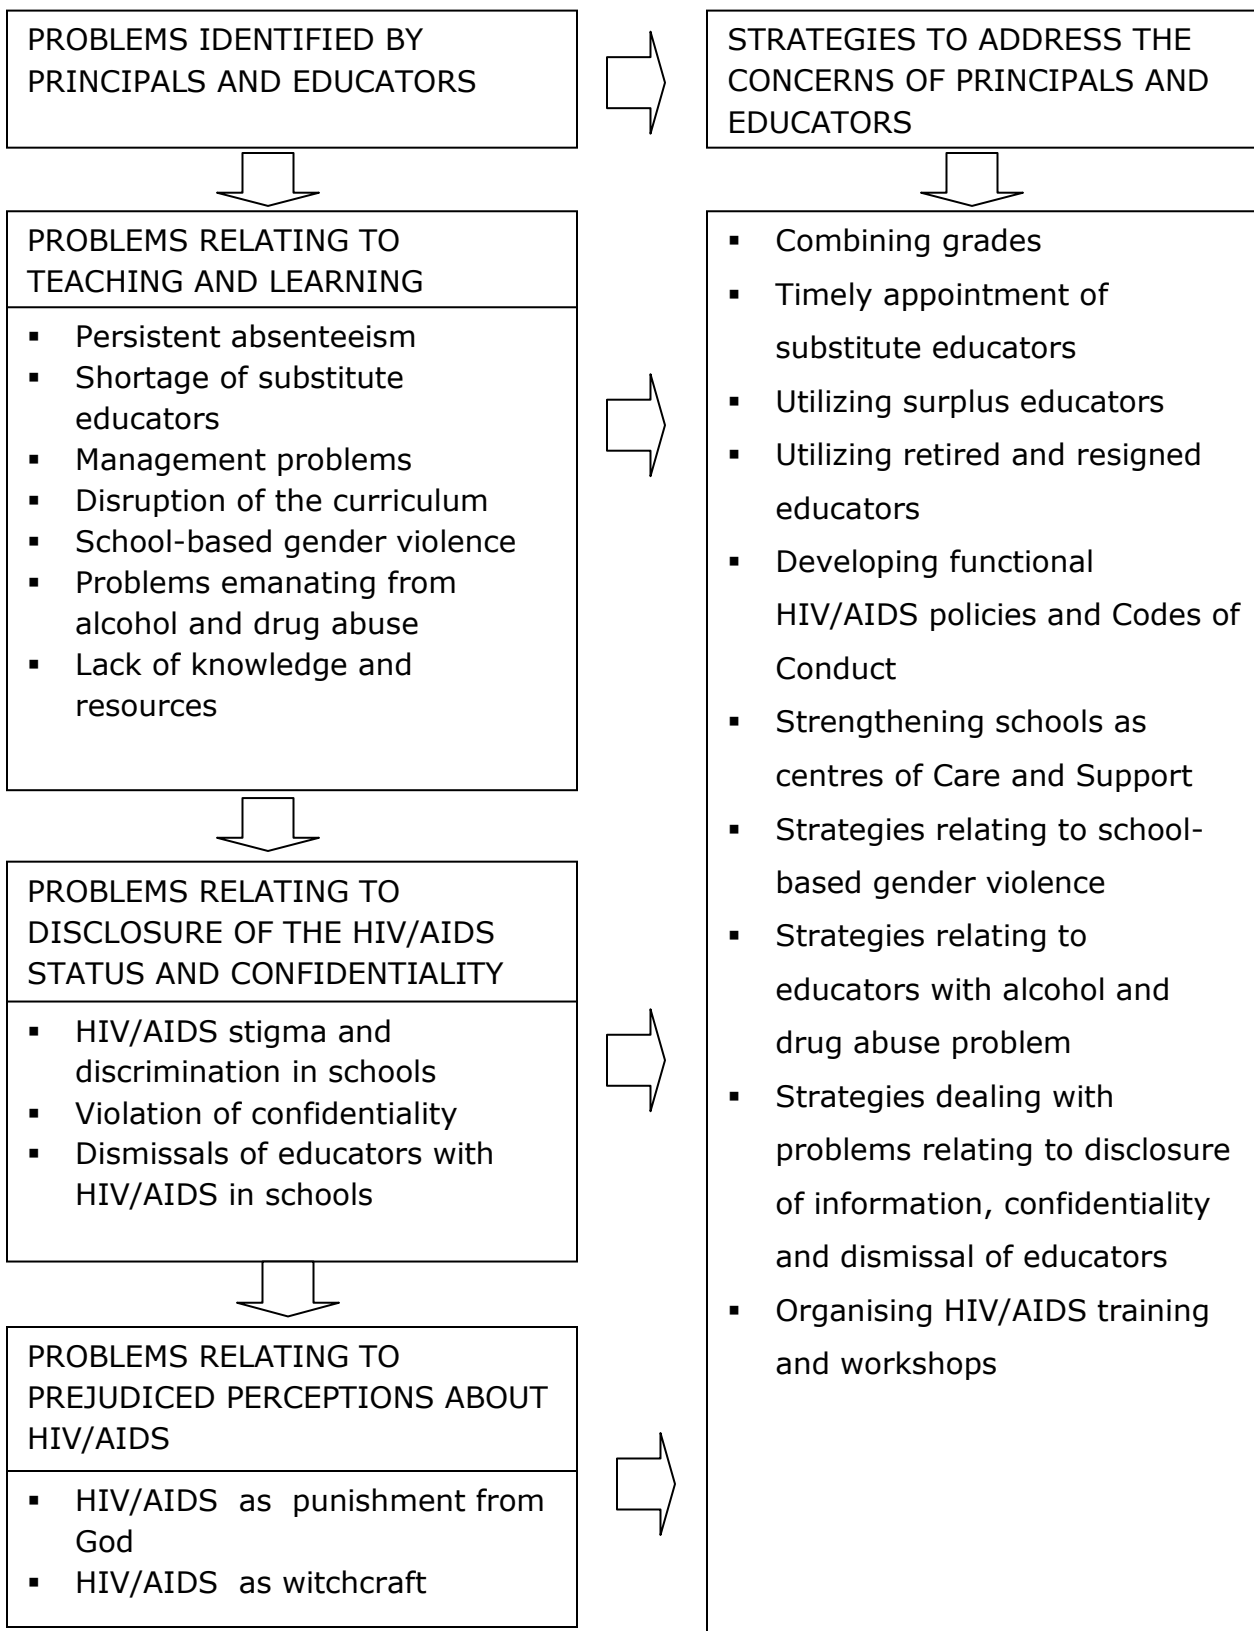 PROBLEMS IDENTIFIED BY
PRINCIPALS AND EDUCATORS
STRATEGIES TO ADDRESS THE
CONCERNS OF PRINCIPALS AND
EDUCATORS
PROBLEMS RELATING TO
TEACHING AND LEARNING
▪ Persistent absenteeism
▪ Shortage of substitute
educators
▪ Management problems
▪ Disruption of the curriculum
▪ School-based gender violence
▪ Problems emanating from
alcohol and drug abuse
▪ Lack of knowledge and
resources
PROBLEMS RELATING TO
DISCLOSURE OF THE HIV/AIDS
STATUS AND CONFIDENTIALITY
▪ HIV/AIDS stigma and
discrimination in schools
▪ Violation of confidentiality
▪ Dismissals of educators with
HIV/AIDS in schools
PROBLEMS RELATING TO
PREJUDICED PERCEPTIONS ABOUT
HIV/AIDS
▪ HIV/AIDS as punishment from
God
▪ HIV/AIDS as witchcraft
▪ Combining grades
▪ Timely appointment of
substitute educators
▪ Utilizing surplus educators
▪ Utilizing retired and resigned
educators
▪ Developing functional
HIV/AIDS policies and Codes of
Conduct
▪ Strengthening schools as
centres of Care and Support
▪ Strategies relating to school-
based gender violence
▪ Strategies relating to
educators with alcohol and
drug abuse problem
▪ Strategies dealing with
problems relating to disclosure
of information, confidentiality
and dismissal of educators
▪ Organising HIV/AIDS training
and workshops